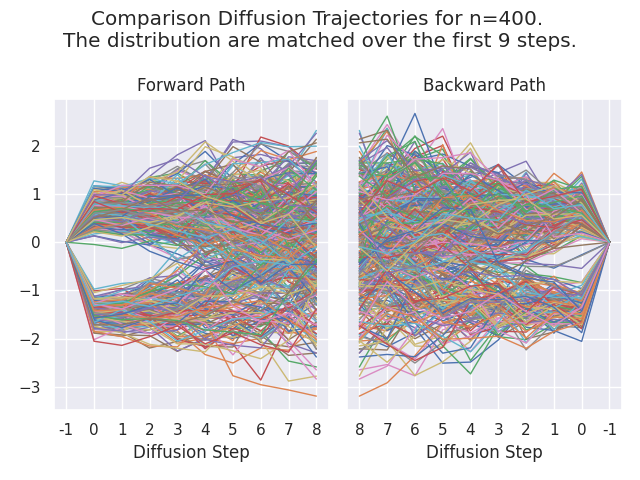 Comparison Diffusion Trajectories for n=400.
The distribution are matched over the first 9 steps.
Forward Path
Backward Path
2
1
0
−1
−2
−3
-1 0 1 2 3 4 5 6 7 8
8 7 6 5 4 3 2 1 0 -1
Diffusion Step
Diffusion Step